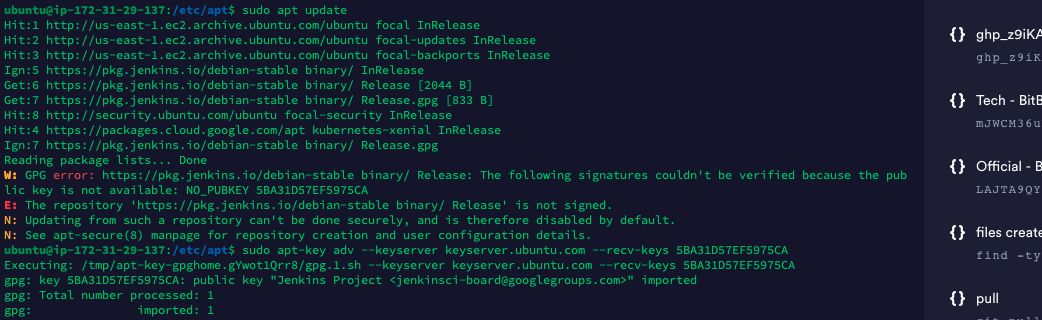 ubuntu@ip-172-31-29-137:/etc/apt$ sudo apt update
Hit:1 http://us-east-1.ec2.archive.ubuntu.com/ubuntu focal InRelease
Hit:2 http://us-east-1.ec2.archive.ubuntu.com/ubuntu focal-updates InRelease
Hit:3 http://us-east-1.ec2.archive.ubuntu.com/ubuntu focal-backports InRelease
Ign:5 https://pkg.jenkins.io/debian-stable binary/ InRelease
Get:6 https://pkg.jenkins.io/debian-stable binary/ Release [2044 B]
Get:7 https://pkg.jenkins.io/debian-stable binary/ Release.gpg [833 B]
Hit:8 http://security.ubuntu.com/ubuntu focal-security InRelease
Hit:4 https://packages.cloud.google.com/apt kubernetes-xenial InRelease
Ign:7 https://pkg.jenkins.io/debian-stable binary/ Release.gpg
Reading package lists... Done
W: GPG error: https://pkg.jenkins.io/debian-stable binary/ Release: The following signatures couldn't be verified because the pub
lic key is not available: NO_PUBKEY 5BA31D57EF5975CA
E: The repository 'https://pkg.jenkins.io/debian-stable binary/ Release' is not signed.
N: Updating from such a repository can't be done securely, and is therefore disabled by default.
N: See apt-secure(8) manpage for repository creation and user configuration details.
ubuntu@ip-172-31-29-137:/etc/apt$ sudo apt-key adv --keyserver keyserver.ubuntu.com --recv-keys 5BA31D57EF5975CA
Executing: /tmp/apt-key-gpghome.gYwot1Qrr8/gpg.1.sh --keyserver keyserver.ubuntu.com --recv-keys 5BA31D57EF5975CA
gpg: key 5BA31D57EF5975CA: public key "Jenkins Project <jenkinsci-board@googlegroups.com>" imported
gpg: Total number processed: 1
gpg:               imported: 1
{} ghp_z9iKA
ghp_z9iK
{} Tech - BitB
mJWCM36u
{} Official - B
LAJTA9QY
{} files create
find -ty
{} pull